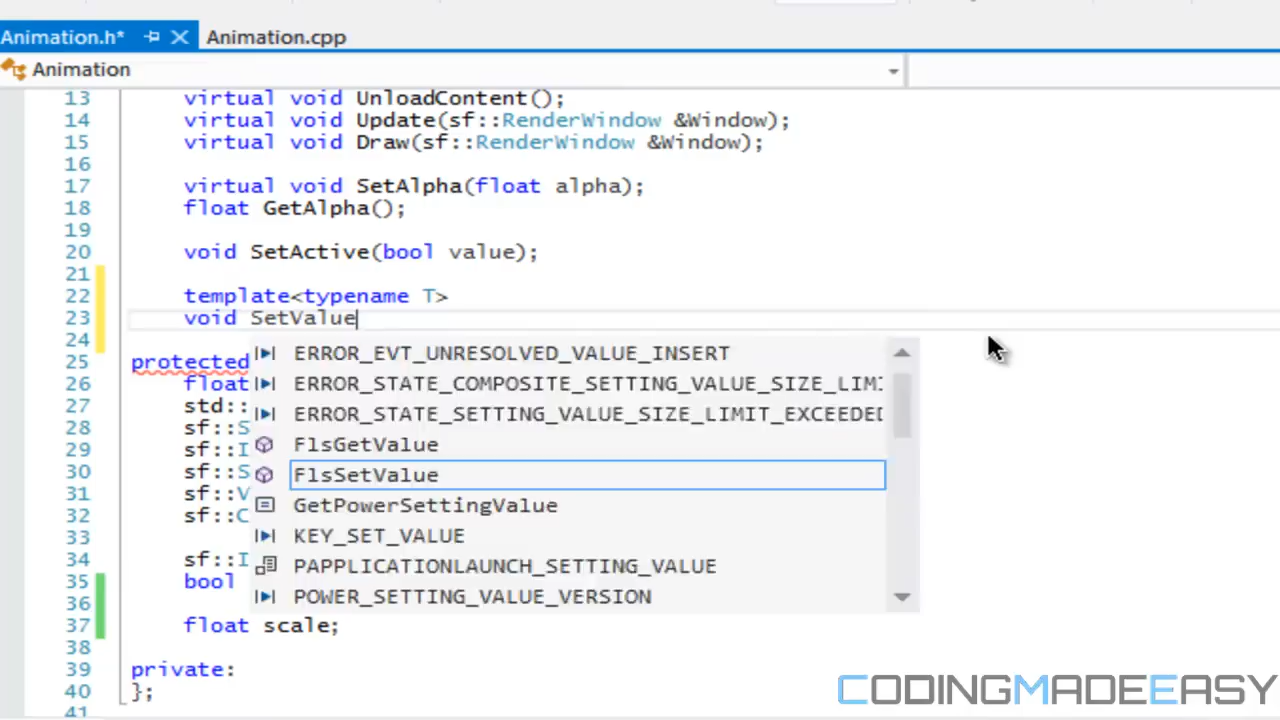 Animation.h* Animation.cpp
Animation
13 virtual void UnloadContent();
14 virtual void Update(sf::RenderWindow &Window);
15 virtual void Draw(sf::RenderWindow &Window);
16
17 virtual void SetAlpha(float alpha);
18 float GetAlpha();
19
20 void SetActive(bool value);
21
22 template<typename T>
23 void SetValue
24
25 protected
26 float
27 std::
28 sf::S
29 sf::I
30 sf::S
31 sf::V
32 sf::C
33
34 sf::I
35 bool
36
37 float scale;
38
39 private:
40 };
41
ERROR_EVT_UNRESOLVED_VALUE_INSERT
ERROR_STATE_COMPOSITE_SETTING_VALUE_SIZE_LIMI
ERROR_STATE_SETTING_VALUE_SIZE_LIMIT_EXCEEDED
FlsGetValue
FlsSetValue
GetPowerSettingValue
KEY_SET_VALUE
PAPPLICATIONLAUNCH_SETTING_VALUE
POWER_SETTING_VALUE_VERSION
CODINGMADEEASY